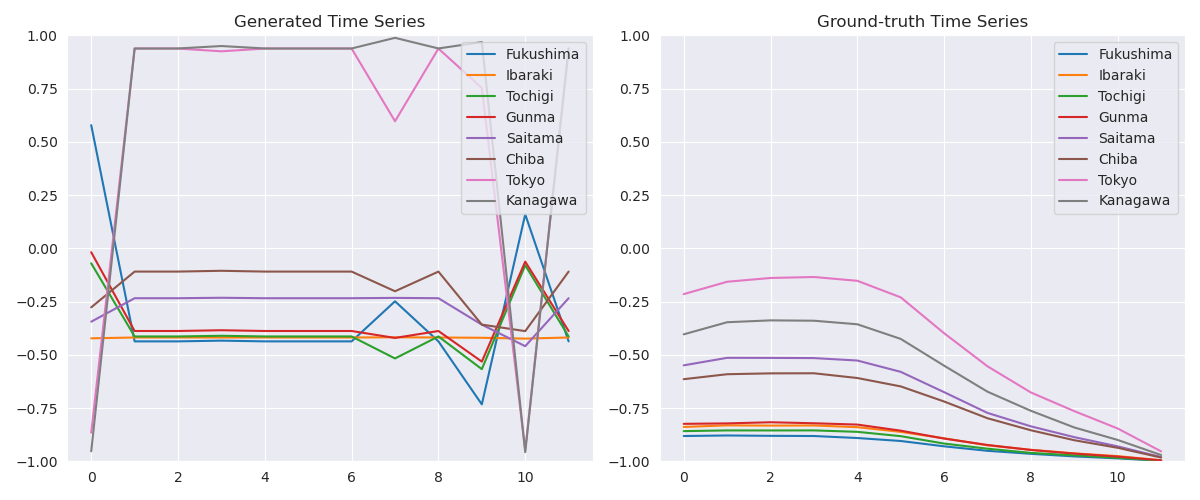 Generated Time Series
1.00
0.75
0.50
0.25
0.00
−0.25
−0.50
−0.75
−1.00
0 2 4 6 8 10
Fukushima
Ibaraki
Tochigi
Gunma
Saitama
Chiba
Tokyo
Kanagawa
Ground-truth Time Series
1.00
0.75
0.50
0.25
0.00
−0.25
−0.50
−0.75
−1.00
0 2 4 6 8 10
Fukushima
Ibaraki
Tochigi
Gunma
Saitama
Chiba
Tokyo
Kanagawa